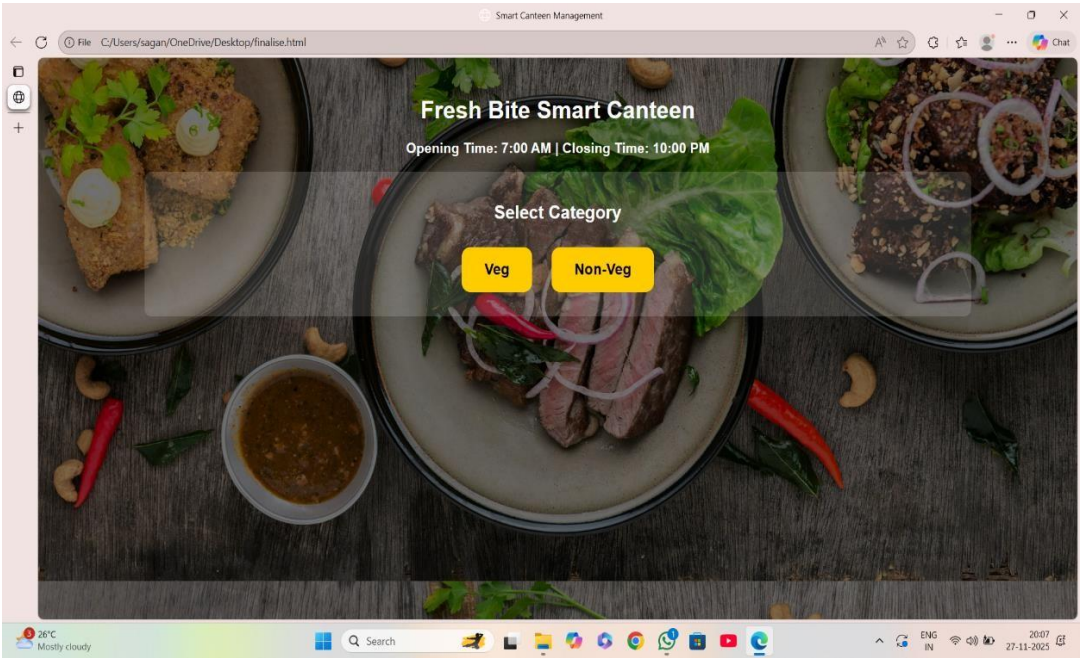 Smart Canteen Management
File C:/Users/sagan/OneDrive/Desktop/finalise.html
Chat
Fresh Bite Smart Canteen
Opening Time: 7:00 AM | Closing Time: 10:00 PM
Select Category
Veg Non-Veg
3 26°C
Mostly cloudy
Search
ENG
IN
20:07
27-11-2025